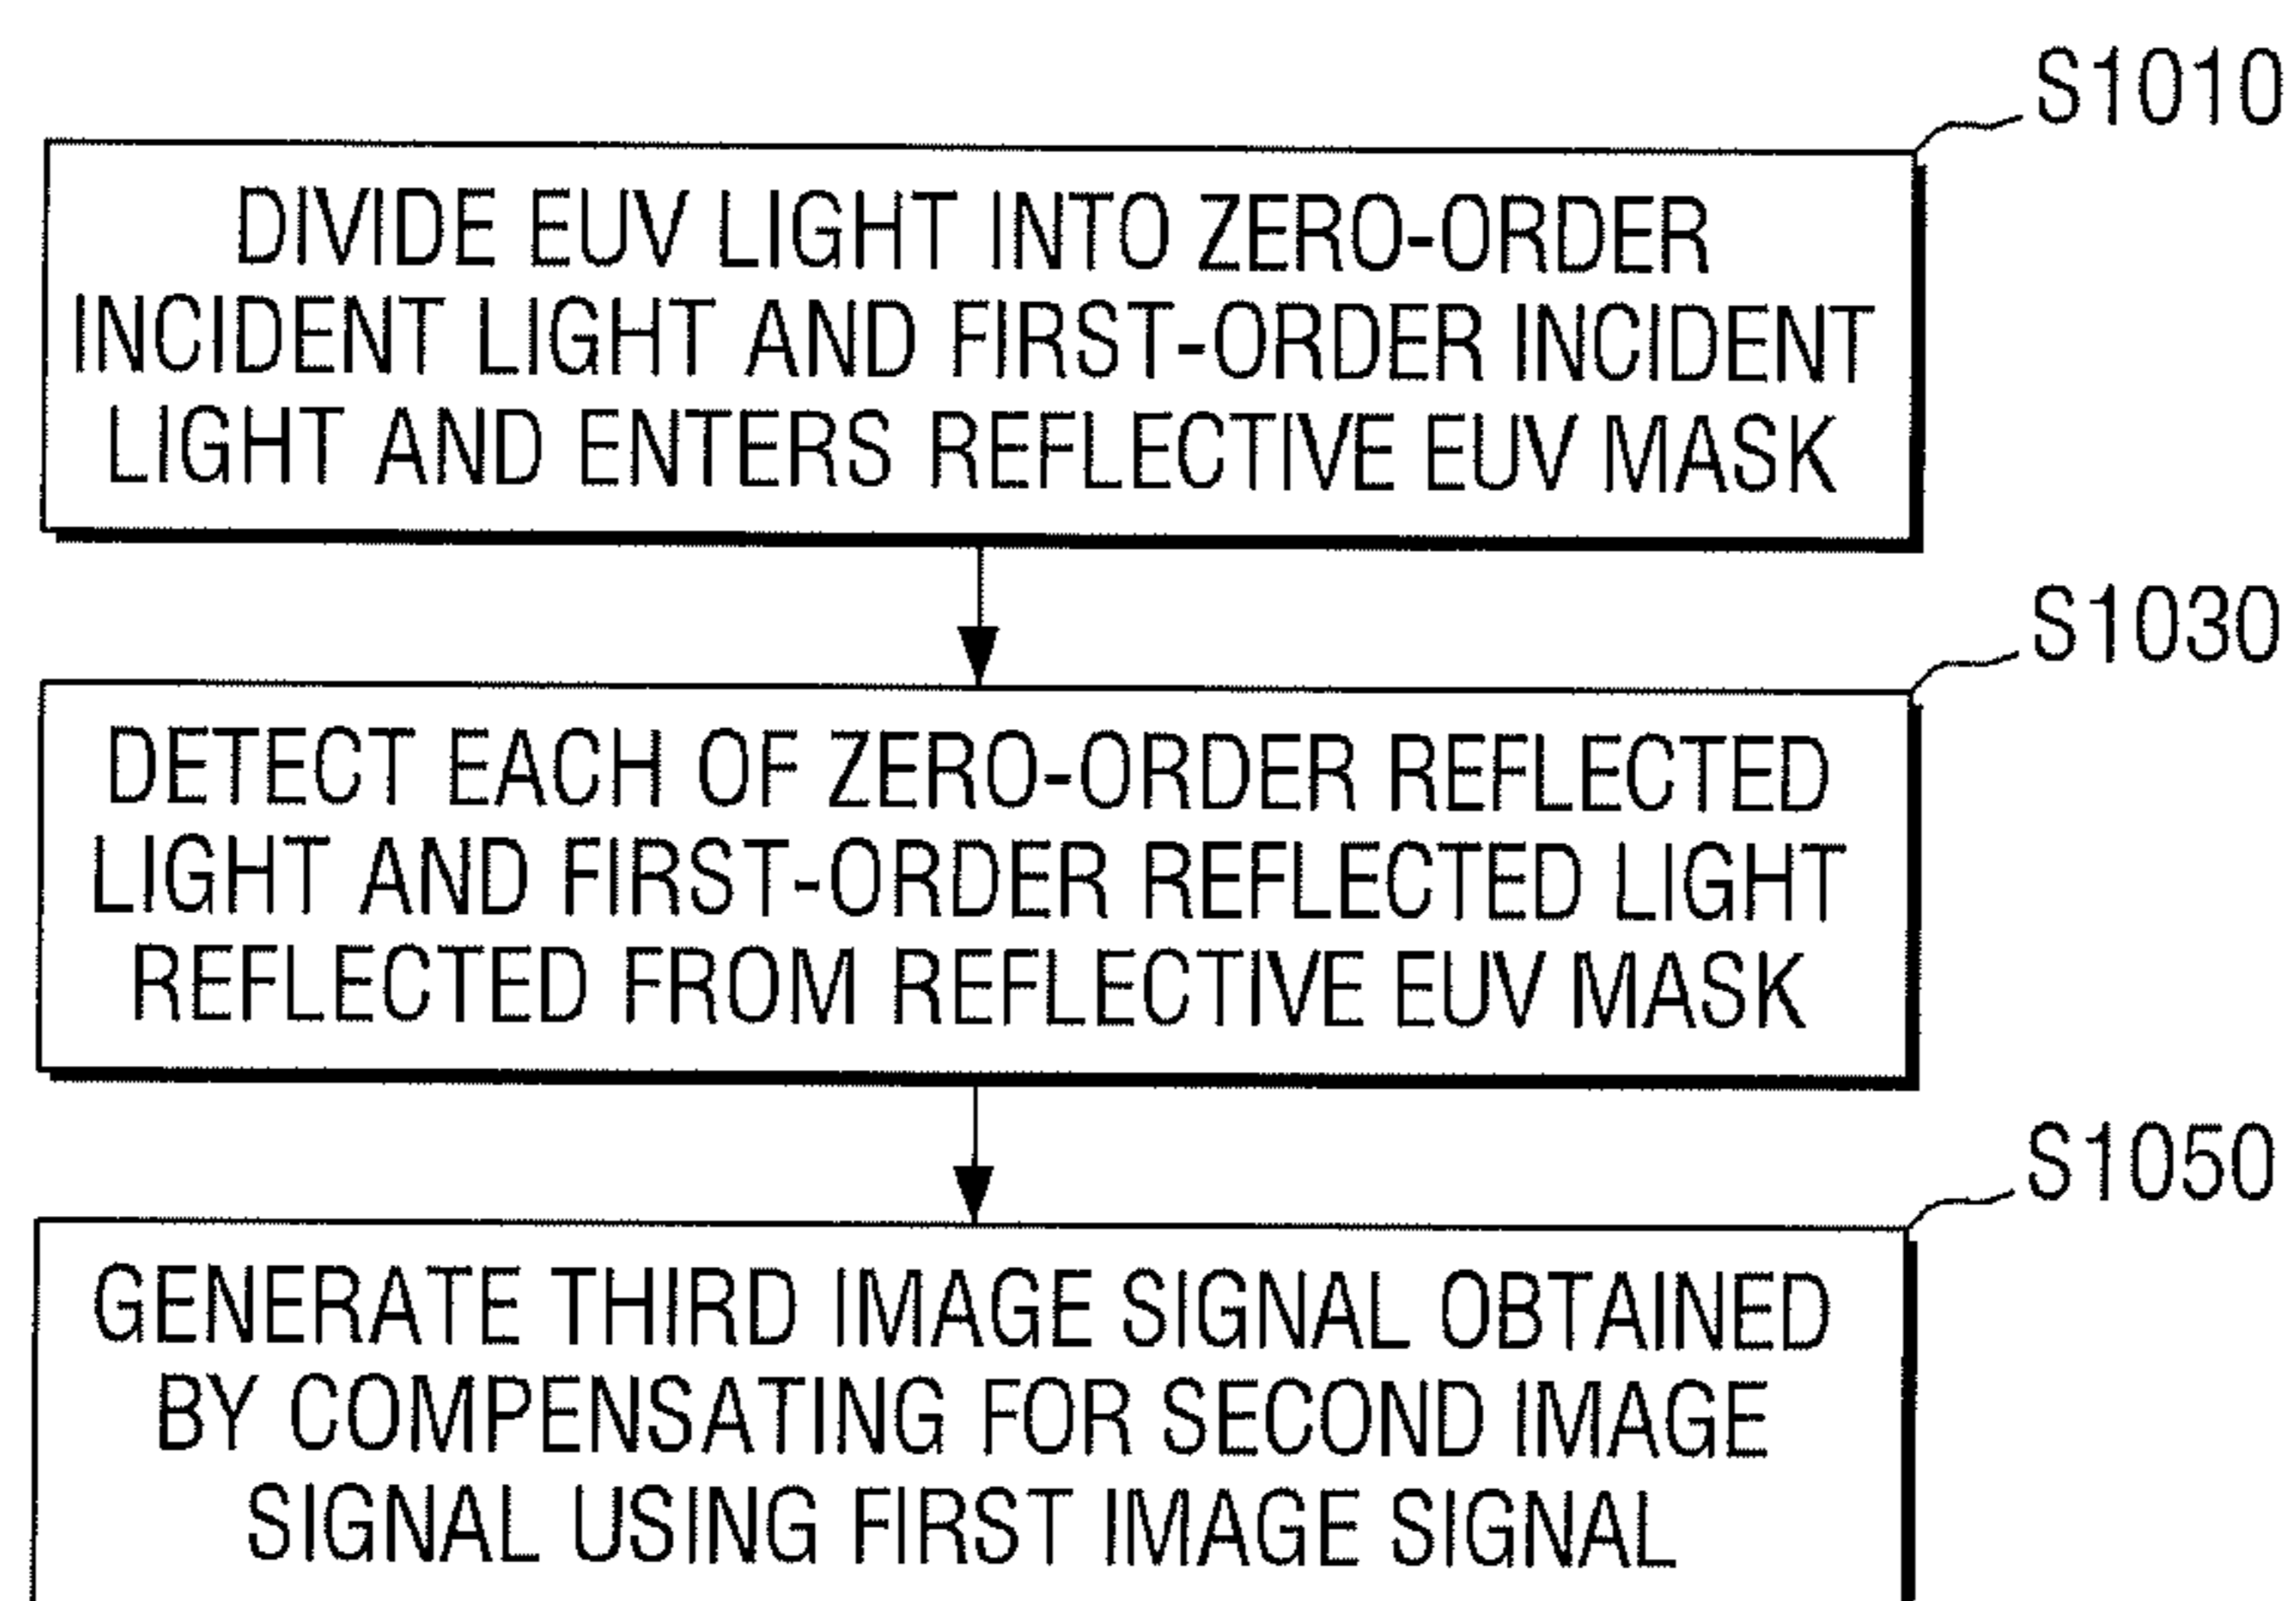 S1010
DIVIDE EUV LIGHT INTO ZERO-ORDER
INCIDENT LIGHT AND FIRST-ORDER INCIDENT
LIGHT AND ENTERS REFLECTIVE EUV MASK
S1030
DETECT EACH OF ZERO-ORDER REFLECTED
LIGHT AND FIRST-ORDER REFLECTED LIGHT
REFLECTED FROM REFLECTIVE EUV MASK
S1050
GENERATE THIRD IMAGE SIGNAL OBTAINED
BY COMPENSATING FOR SECOND IMAGE
SIGNAL USING FIRST IMAGE SIGNAL